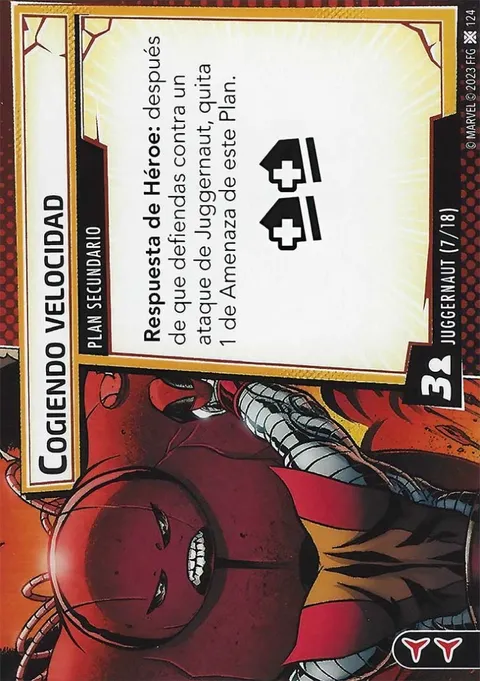 COGIENDO VELOCIDAD
PLAN SECUNDARIO
Respuesta de Héroe: después
de que defiendas contra un
ataque de Juggernaut, quita
1 de Amenaza de este Plan.
3
JUGGERNAUT (7/18)
© MARVEL © 2023 FFG 124